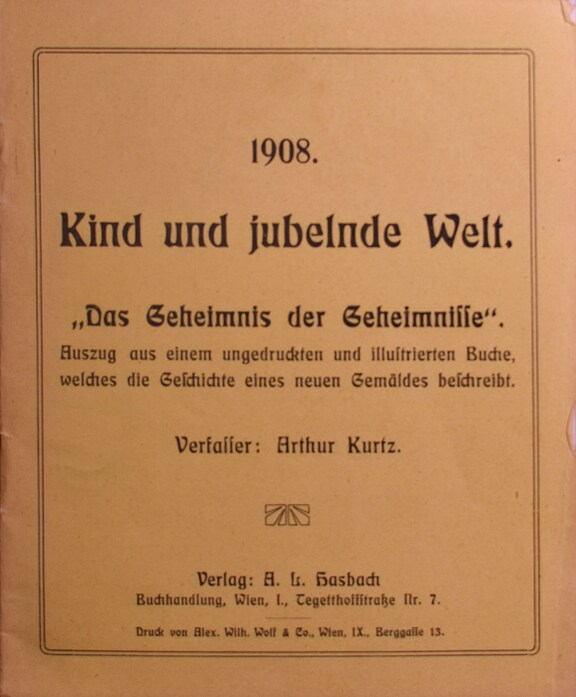 1908.
Kind und jubelnde Welt.
„Das Geheimnis der Geheimniſſe“.
Auszug aus einem ungedruckten und illuſtrierten Buche,
welches die Geſchichte eines neuen Gemäldes beſchreibt.
Verfaſſer: Arthur Kurtz.
Verlag: A. L. Hasbach
Buchhandlung, Wien, I., Tegetthoffſtraße Nr. 7.
Druck von Alex. Wilh. Wolf & Co., Wien, IX., Berggaſſe 13.